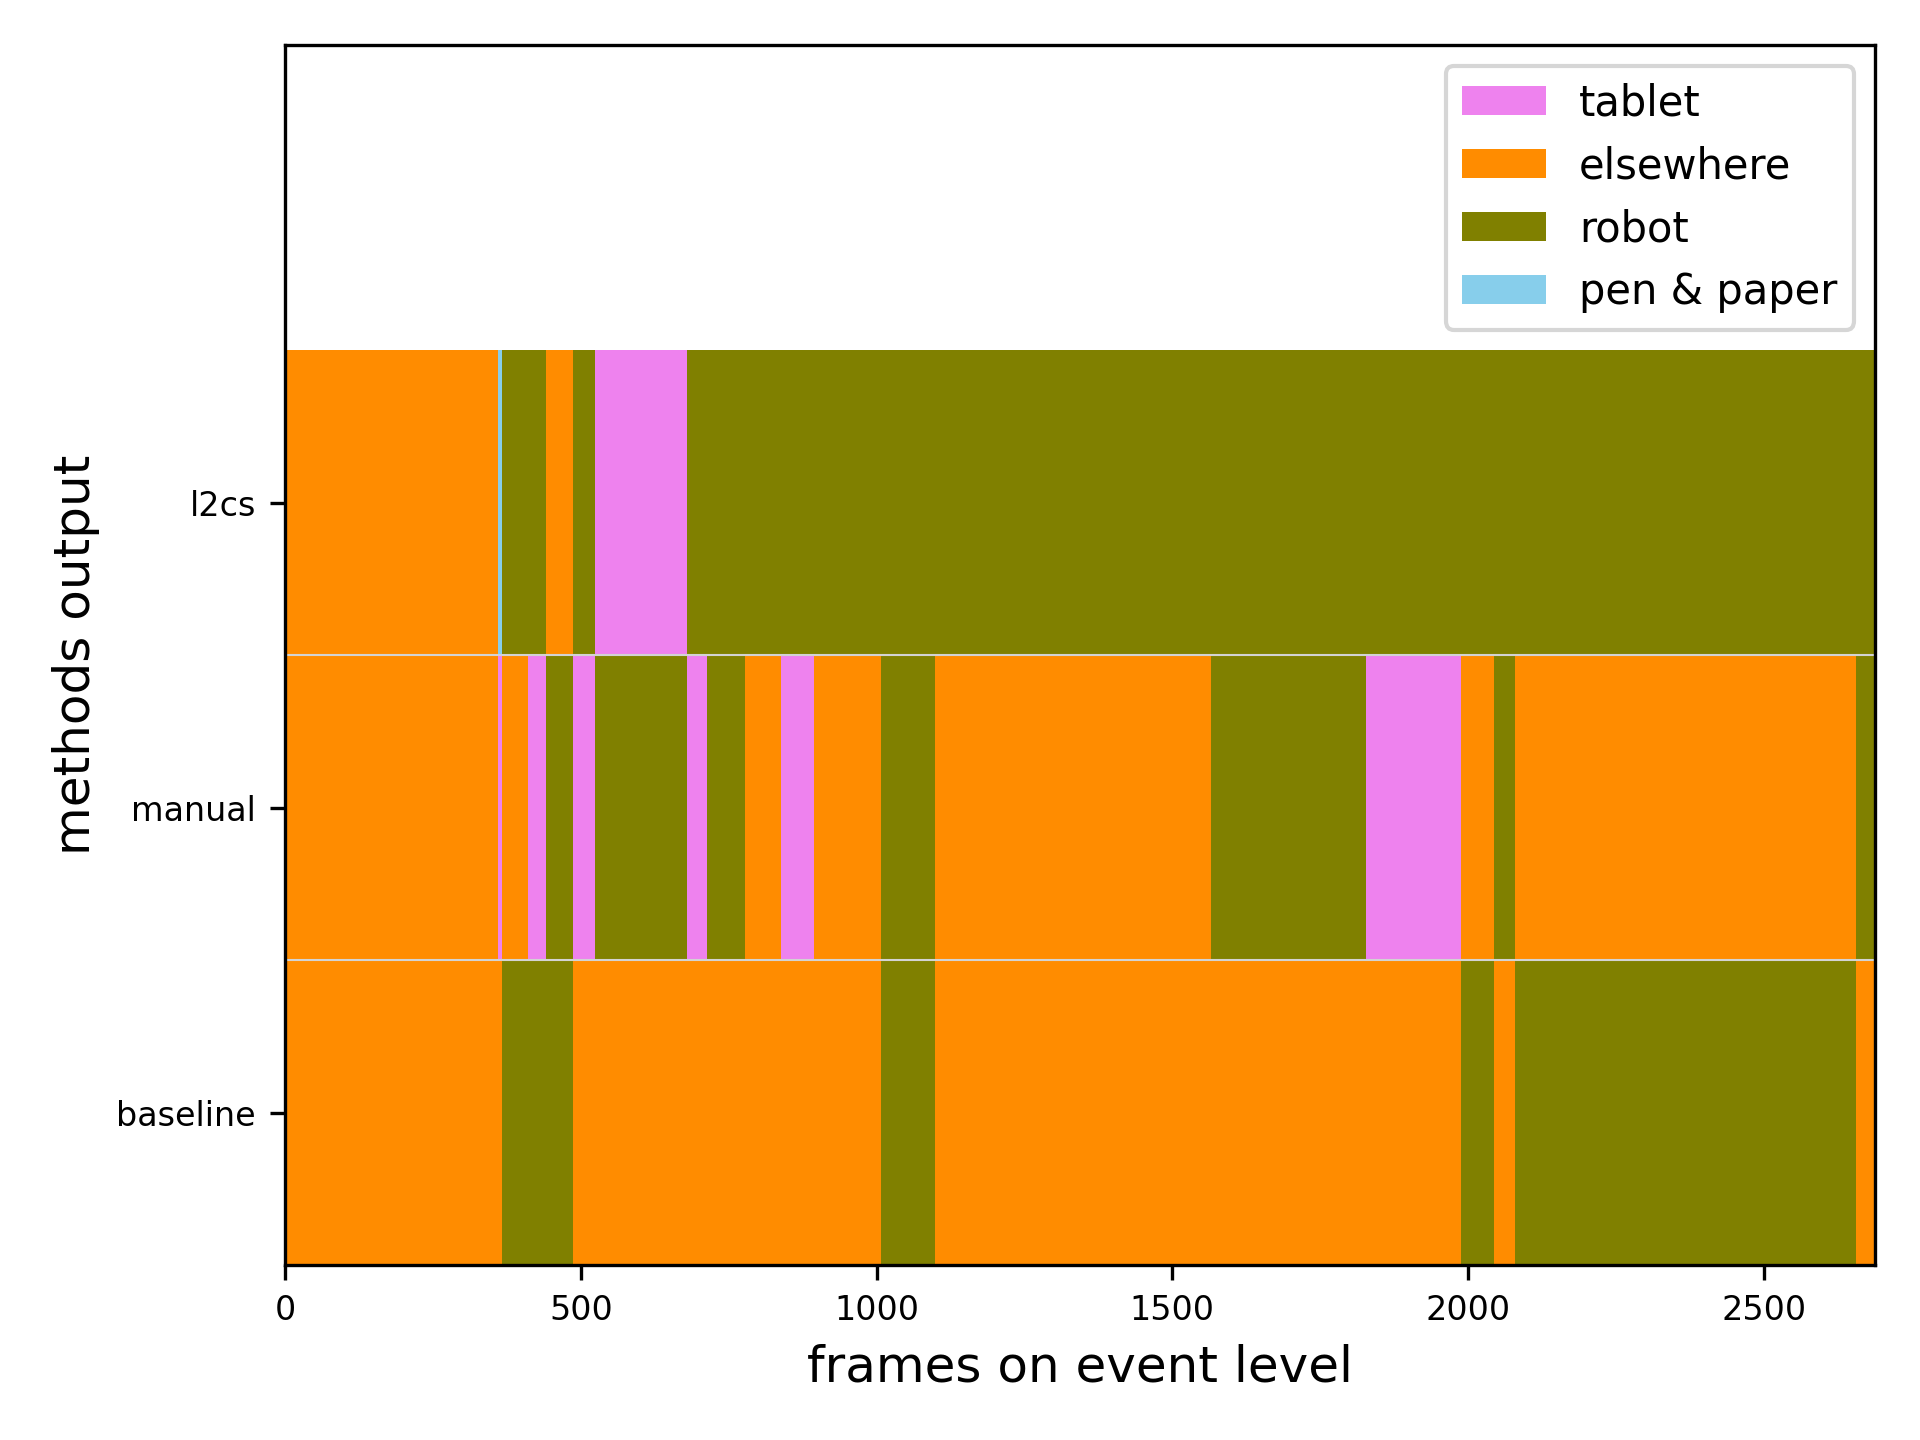 tablet
elsewhere
robot
pen & paper
methods output
l2cs
manual
baseline
0 500 1000 1500 2000 2500
frames on event level